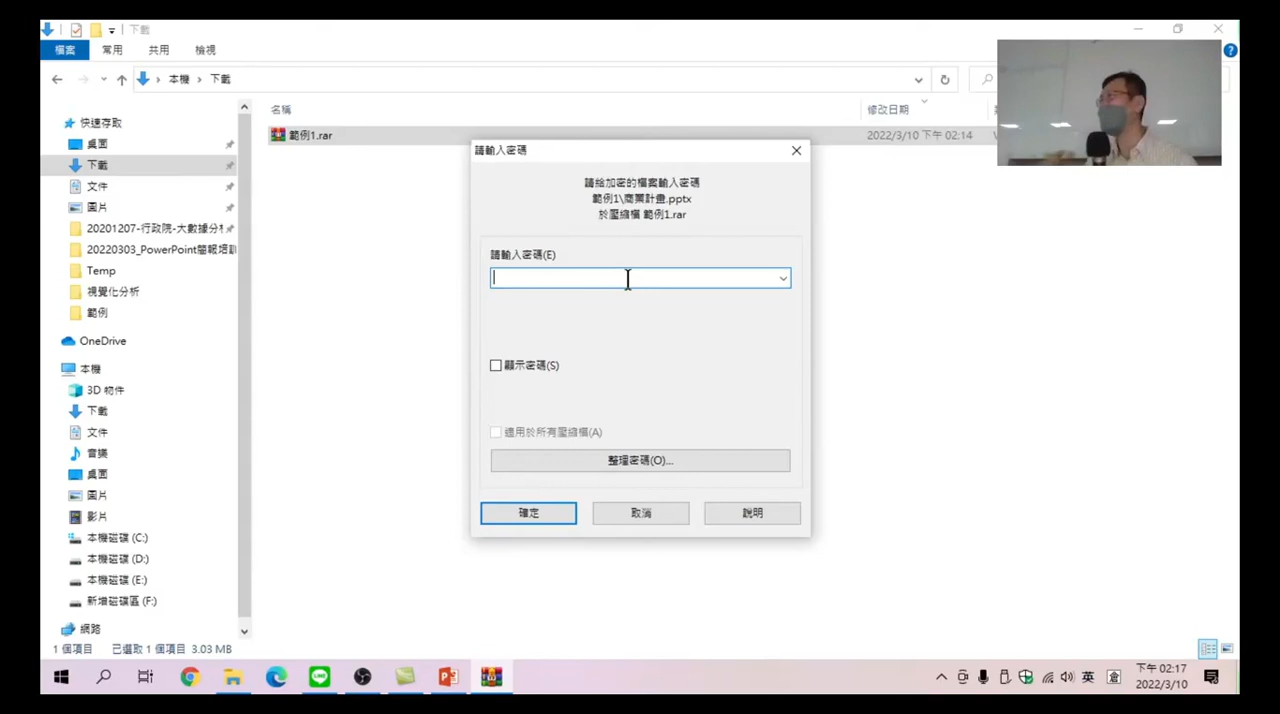 下載
檔案 常用 共用 檢視
本機 › 下載
名稱 修改日期
範例1.rar 2022/3/10 下午 02:14
快速存取
桌面
下載
文件
圖片
20201207-行政院-大數據分
20220303_PowerPoint簡報培訓
Temp
視覺化分析
範例
OneDrive
本機
3D 物件
下載
文件
音樂
桌面
圖片
影片
本機磁碟 (C:)
本機磁碟 (D:)
本機磁碟 (E:)
新增磁碟區 (F:)
網路
1 個項目 已選取 1 個項目 3.03 MB
請輸入密碼
請給加密的檔案輸入密碼
範例1\商業計畫.pptx
於壓縮檔 範例1.rar
請輸入密碼(E)
顯示密碼(S)
適用於所有壓縮檔(A)
整理密碼(O)...
確定 取消 說明
英 倉
下午 02:17
2022/3/10